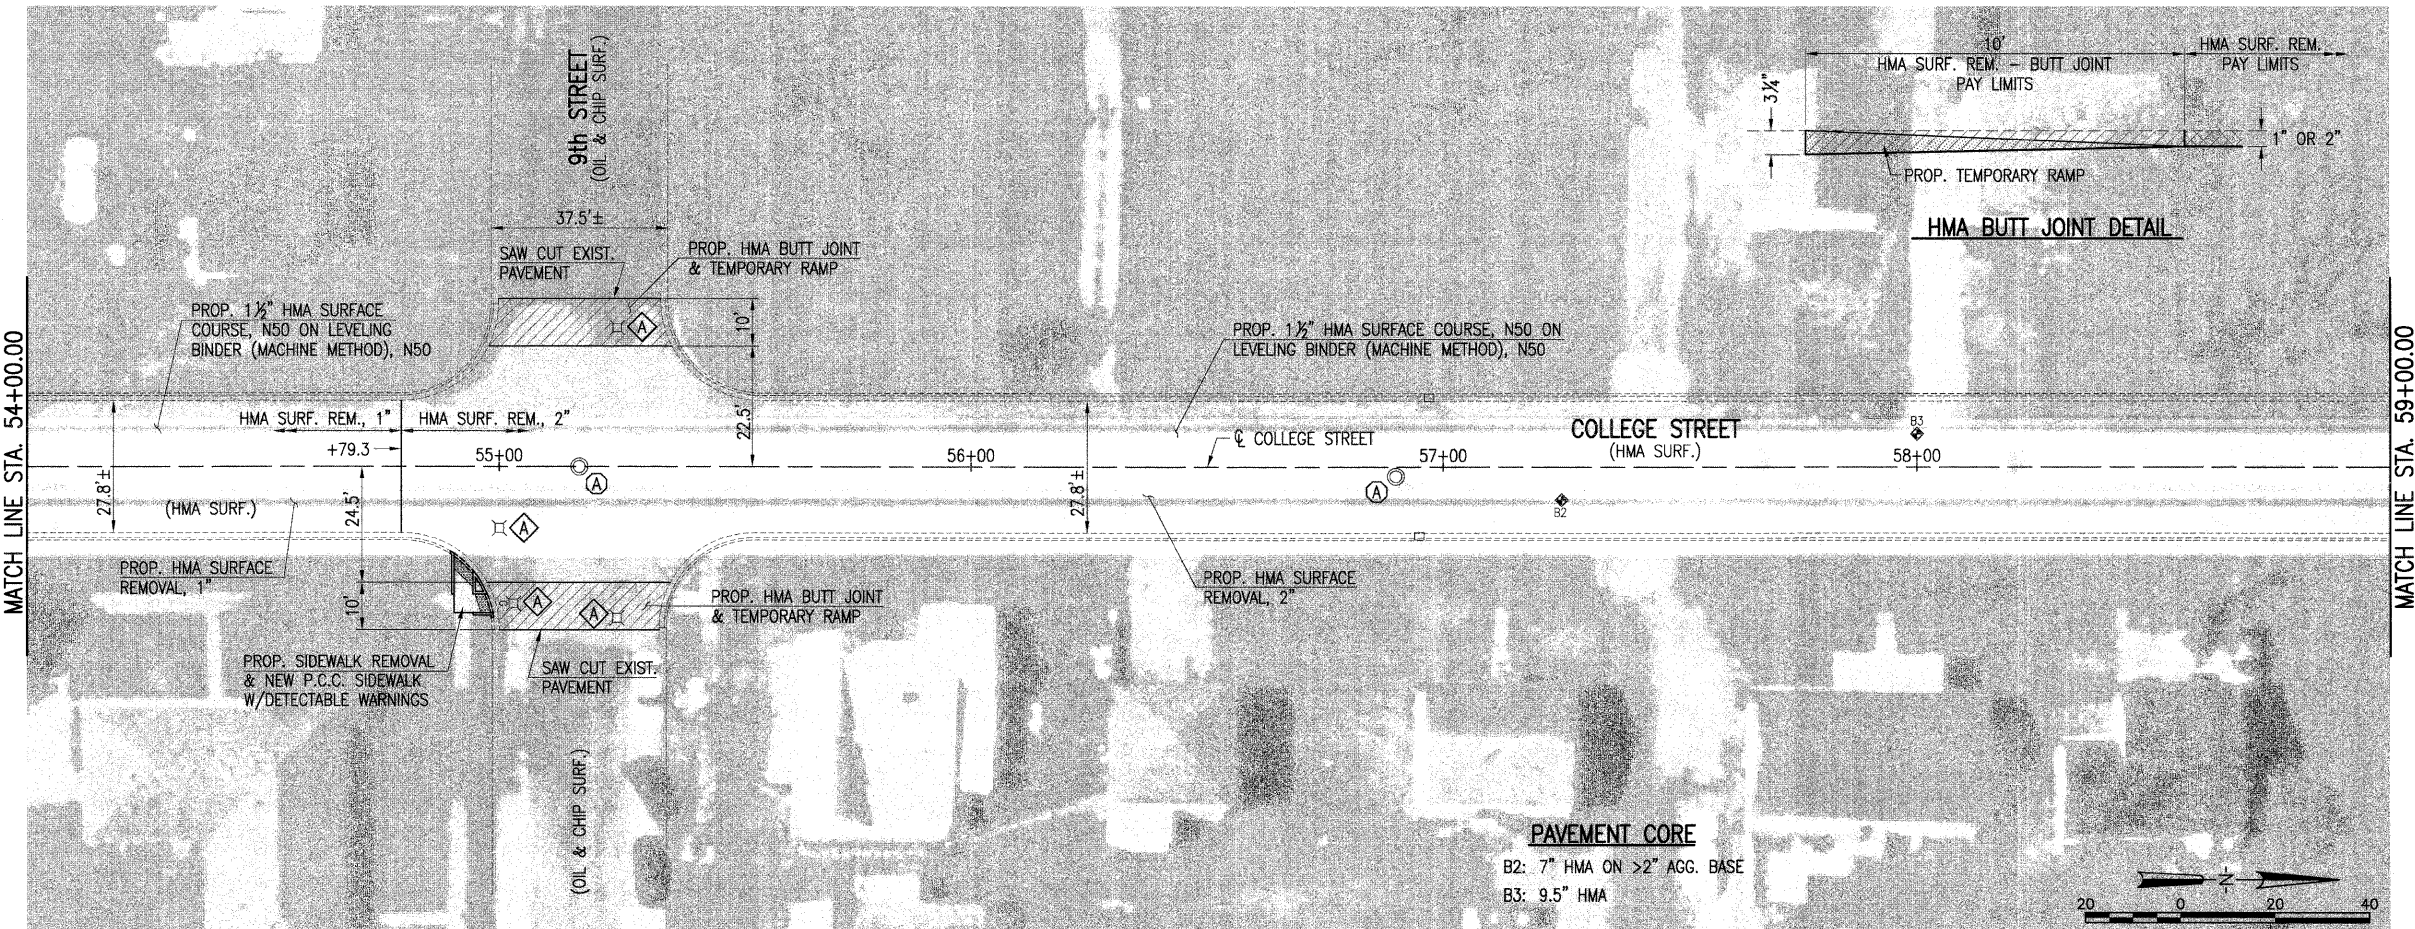 MATCH LINE STA. 54+00.00
9th STREET
(OIL & CHIP SURF.)
37.5'±
SAW CUT EXIST.
PAVEMENT
PROP. HMA BUTT JOINT
& TEMPORARY RAMP
A
10'
22.5'
PROP. 1½" HMA SURFACE
COURSE, N50 ON LEVELING
BINDER (MACHINE METHOD), N50
HMA SURF. REM., 1"
HMA SURF. REM., 2"
+79.3
55+00
A
A
27.8'±
(HMA SURF.)
24.5'
10'
PROP. HMA SURFACE
REMOVAL, 1"
PROP. SIDEWALK REMOVAL
& NEW P.C.C. SIDEWALK
W/DETECTABLE WARNINGS
A
A
PROP. HMA BUTT JOINT
& TEMPORARY RAMP
SAW CUT EXIST.
PAVEMENT
(OIL & CHIP SURF.)
PROP. 1½" HMA SURFACE COURSE, N50 ON
LEVELING BINDER (MACHINE METHOD), N50
56+00
27.8'±
℄ COLLEGE STREET
A
57+00
COLLEGE STREET
(HMA SURF.)
B2
B3
58+00
PROP. HMA SURFACE
REMOVAL, 2"
10'
HMA SURF. REM. - BUTT JOINT
PAY LIMITS
HMA SURF. REM.
PAY LIMITS
3¼"
1" OR 2"
PROP. TEMPORARY RAMP
HMA BUTT JOINT DETAIL
PAVEMENT CORE
B2: 7" HMA ON >2" AGG. BASE
B3: 9.5" HMA
N
20 0 20 40
MATCH LINE STA. 59+00.00